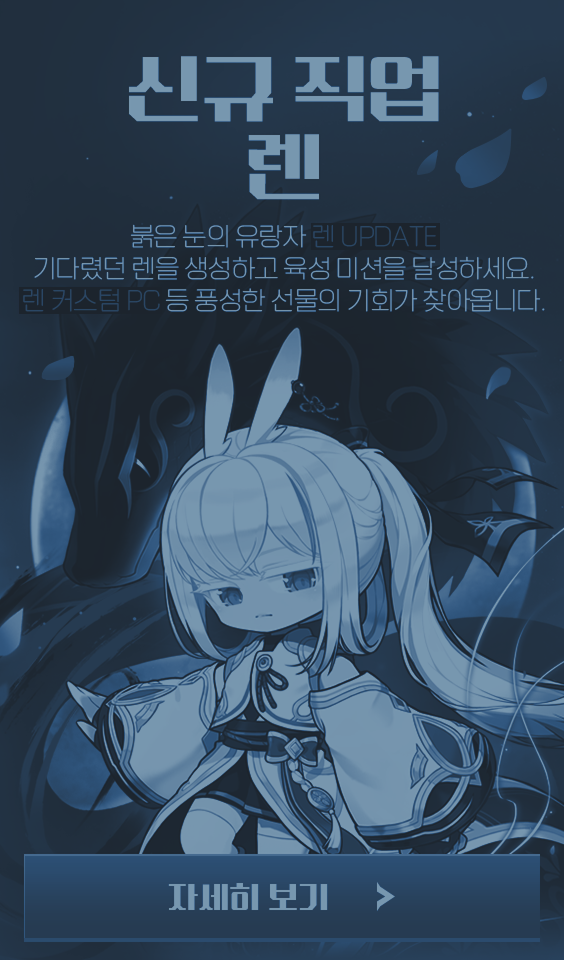 신규 직업
렌
붉은 눈의 유랑자 렌 UPDATE
기다렸던 렌을 생성하고 육성 미션을 달성하세요.
렌 커스텀 PC 등 풍성한 선물의 기회가 찾아옵니다.
자세히 보기 >